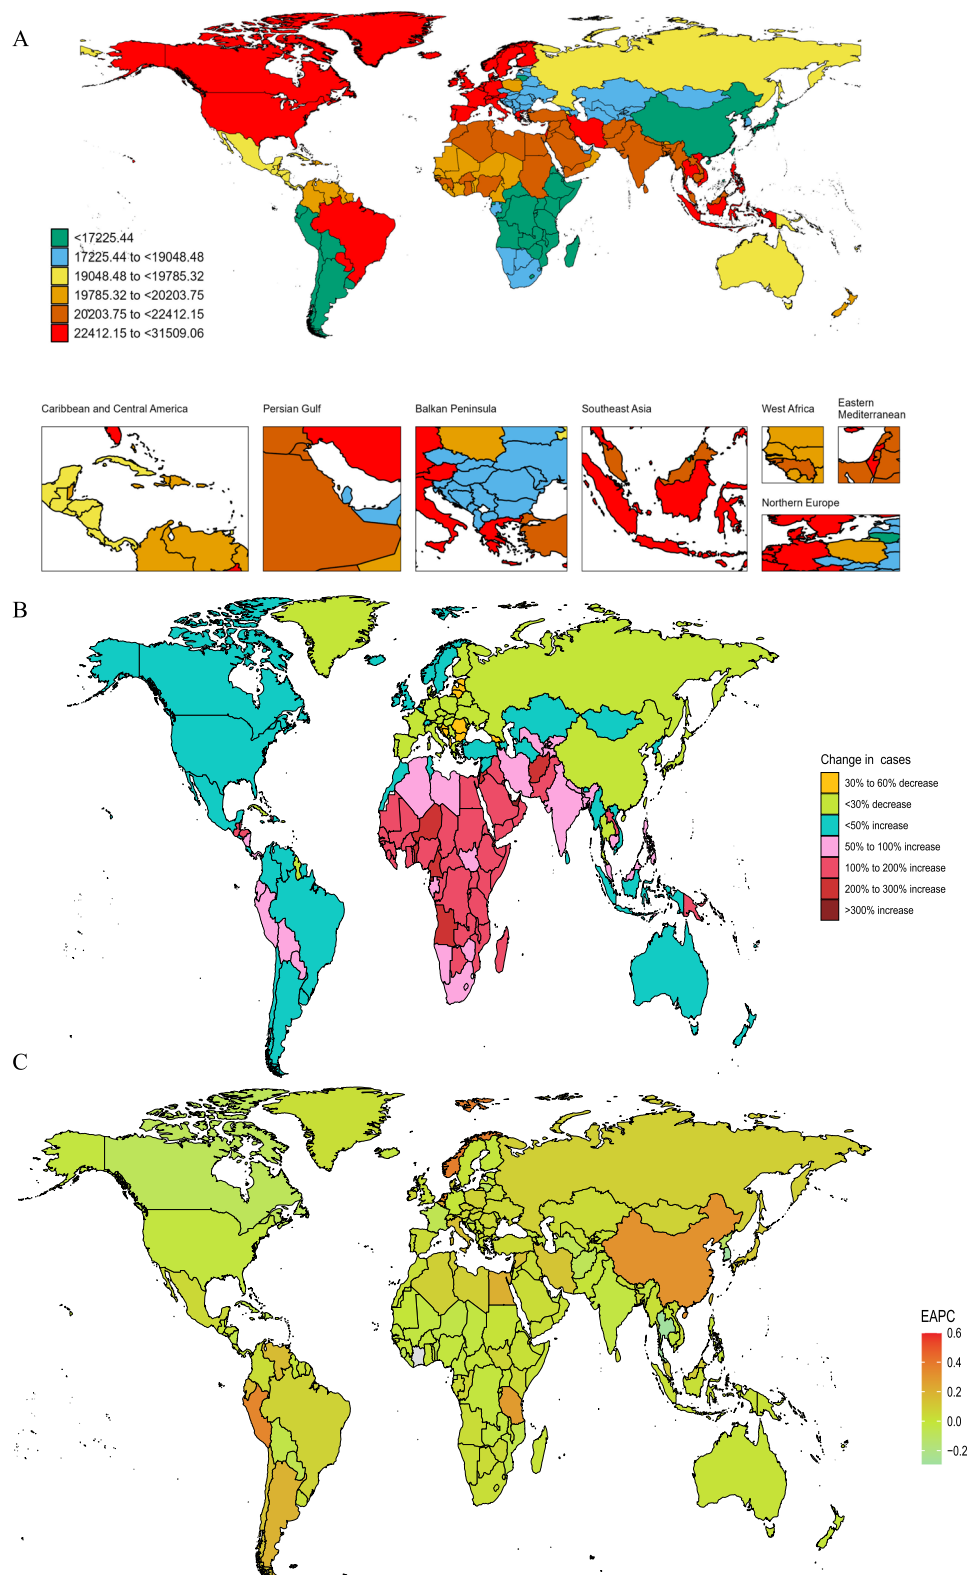 A
<17225.44
17225.44 to <19048.48
19048.48 to <19785.32
19785.32 to <20203.75
20203.75 to <22412.15
22412.15 to <31509.06
Caribbean and Central America
Persian Gulf
Balkan Peninsula
Southeast Asia
West Africa
Eastern
Mediterranean
Northern Europe
B
Change in cases
30% to 60% decrease
<30% decrease
<50% increase
50% to 100% increase
100% to 200% increase
200% to 300% increase
>300% increase
C
EAPC
0.6
0.4
0.2
0.0
−0.2